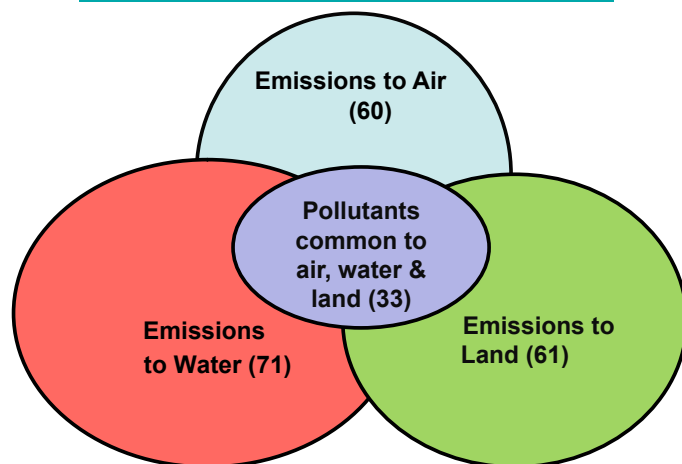 Emissions to Air
(60)
Pollutants
common to
air, water &
land (33)
Emissions
to Water (71)
Emissions to
Land (61)